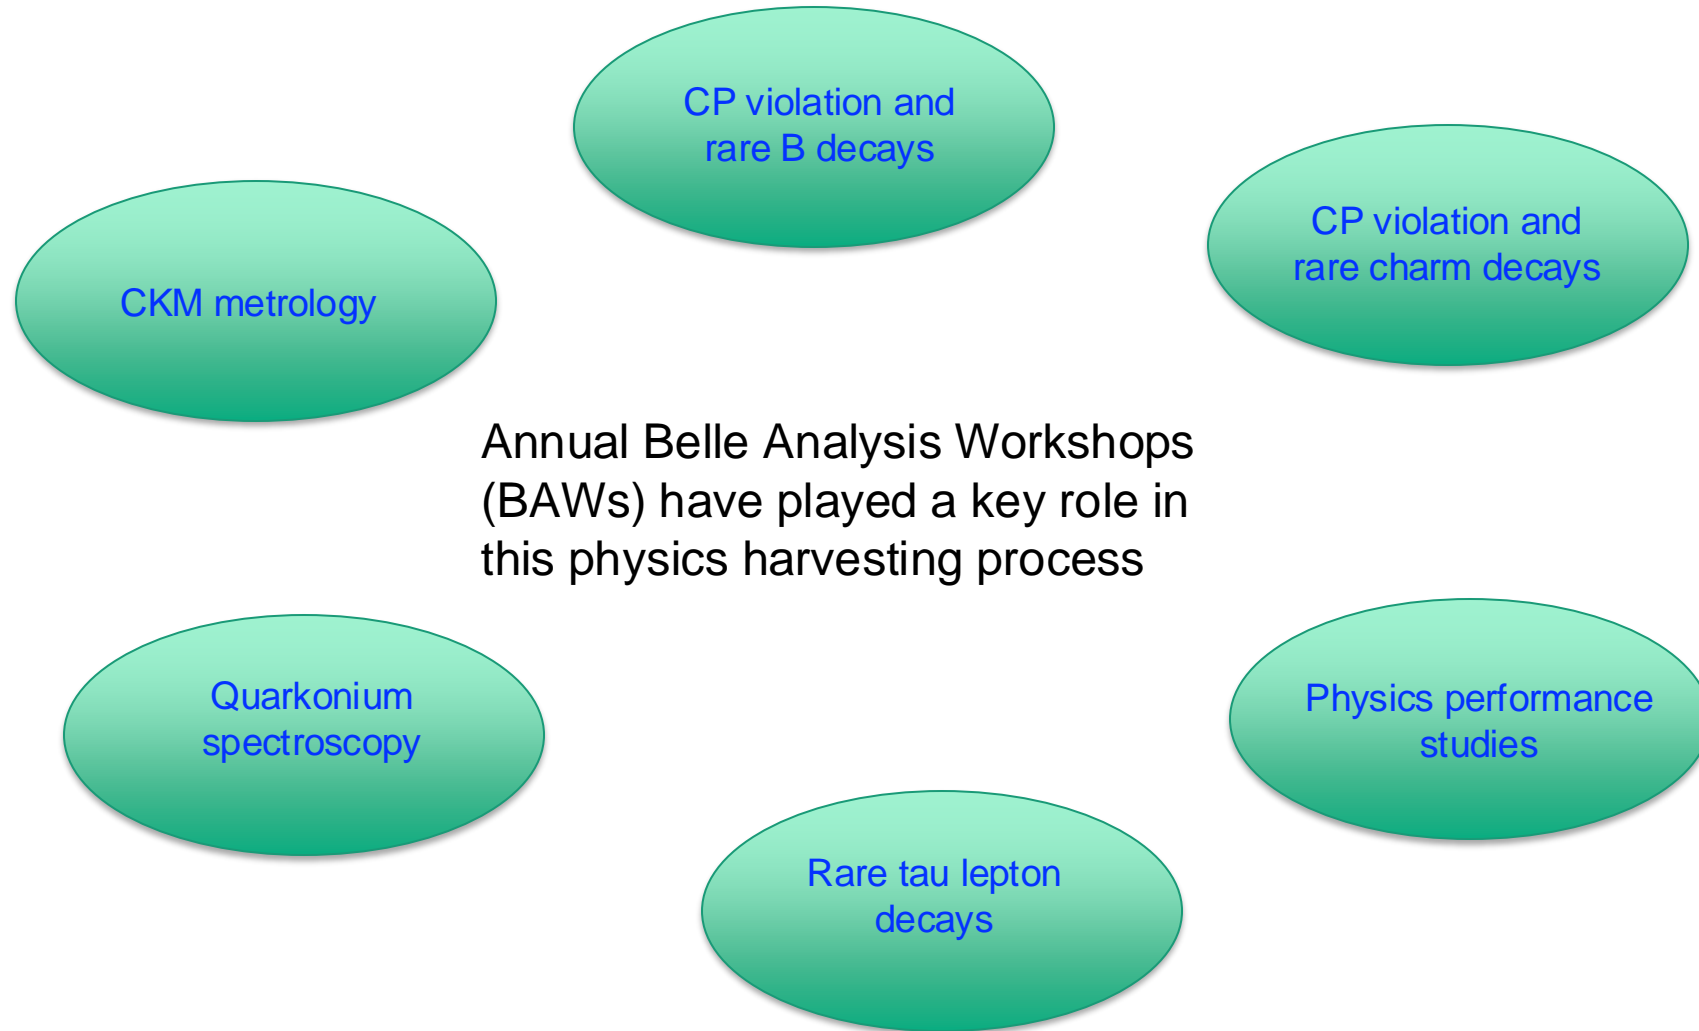 CP violation and
rare B decays
CP violation and
rare charm decays
CKM metrology
Annual Belle Analysis Workshops
(BAWs) have played a key role in
this physics harvesting process
Quarkonium
spectroscopy
Physics performance
studies
Rare tau lepton
decays